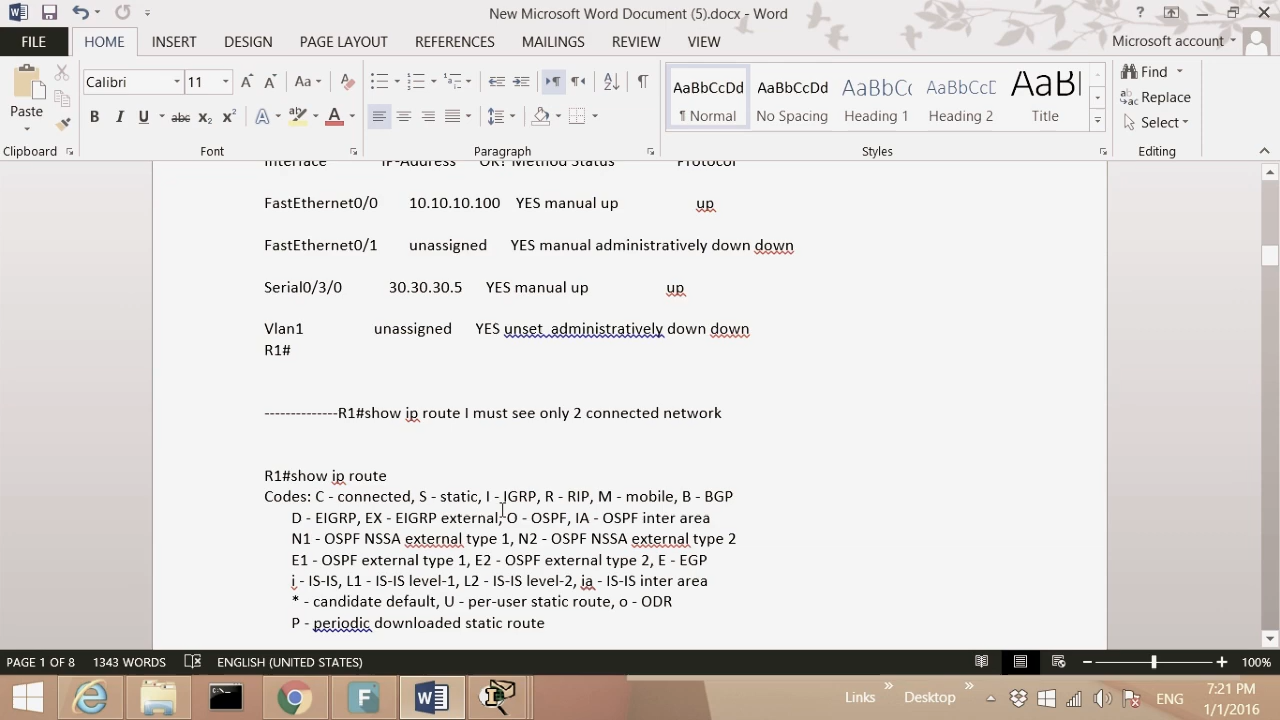 New Microsoft Word Document (5).docx - Word
FILE HOME INSERT DESIGN PAGE LAYOUT REFERENCES MAILINGS REVIEW VIEW Microsoft account
Paste
Calibri 11
AaBbCcDd AaBbCcDd AaBbCc AaBbCcD AaBl
¶ Normal ¶ No Spacing Heading 1 Heading 2 Title
Find
Replace
Select
Clipboard Font Paragraph Styles Editing
Interface IP-Address OK? Method Status Protocol
FastEthernet0/0 10.10.10.100 YES manual up up
FastEthernet0/1 unassigned YES manual administratively down down
Serial0/3/0 30.30.30.5 YES manual up up
Vlan1 unassigned YES unset administratively down down
R1#
--------------R1#show ip route I must see only 2 connected network
R1#show ip route
Codes: C - connected, S - static, I - IGRP, R - RIP, M - mobile, B - BGP
D - EIGRP, EX - EIGRP external, O - OSPF, IA - OSPF inter area
N1 - OSPF NSSA external type 1, N2 - OSPF NSSA external type 2
E1 - OSPF external type 1, E2 - OSPF external type 2, E - EGP
i - IS-IS, L1 - IS-IS level-1, L2 - IS-IS level-2, ia - IS-IS inter area
* - candidate default, U - per-user static route, o - ODR
P - periodic downloaded static route
PAGE 1 OF 8 1343 WORDS ENGLISH (UNITED STATES) 100%
Links » Desktop » ENG 7:21 PM
1/1/2016